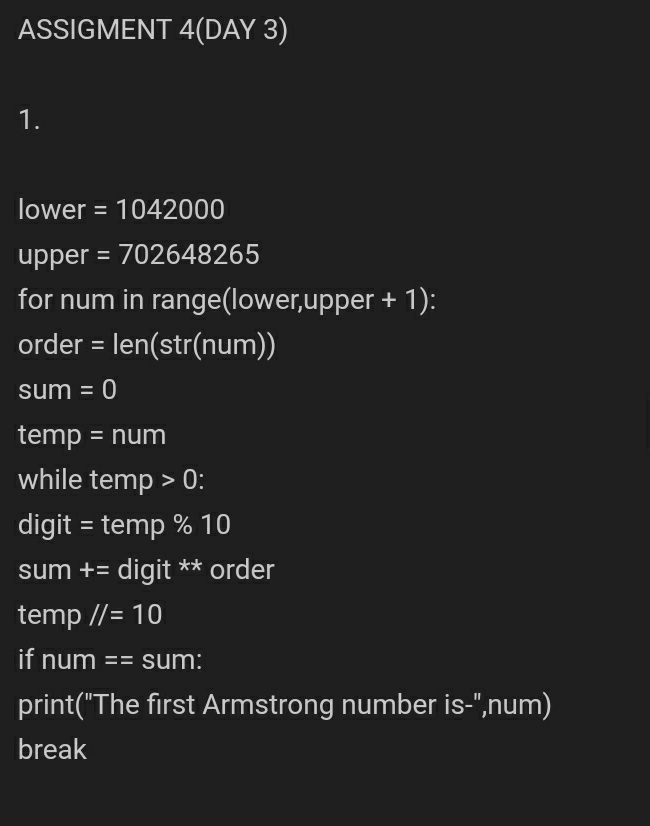 ASSIGMENT 4(DAY 3)
1.
lower = 1042000
upper = 702648265
for num in range(lower,upper + 1):
order = len(str(num))
sum = 0
temp = num
while temp > 0:
digit = temp % 10
sum += digit ** order
temp //= 10
if num == sum:
print("The first Armstrong number is-",num)
break